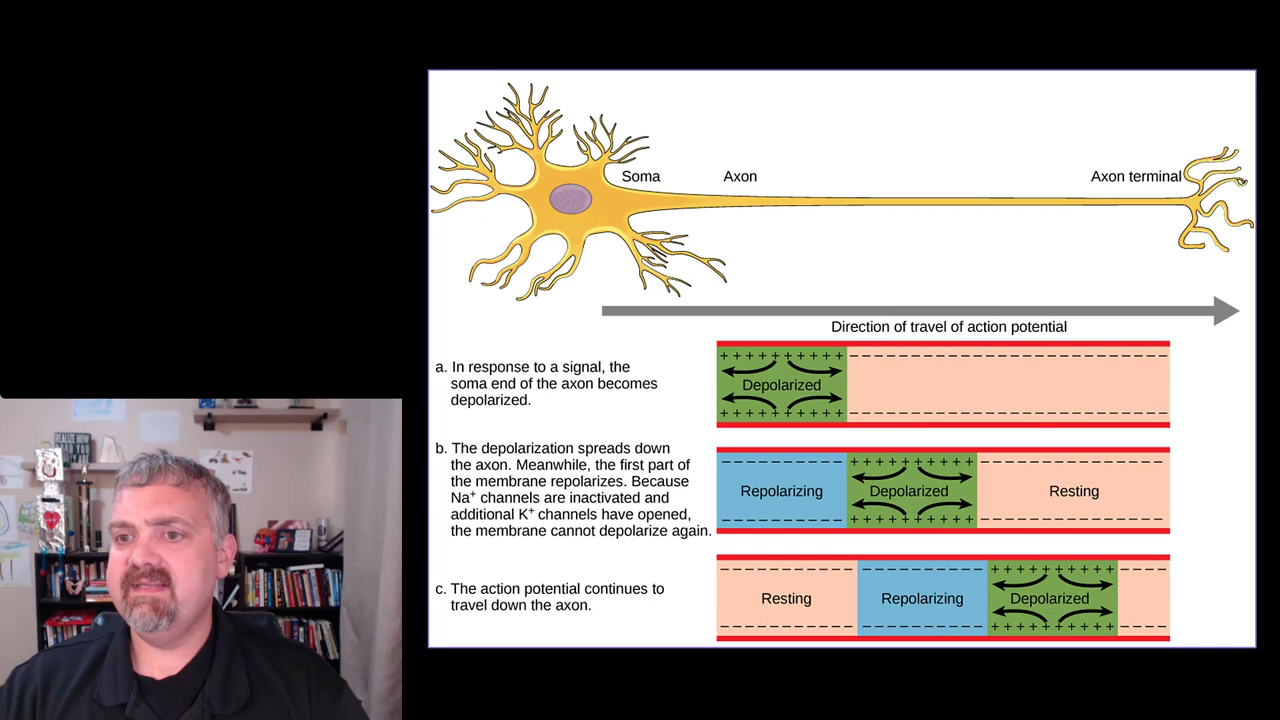 Soma
Axon
Axon terminal
Direction of travel of action potential
a. In response to a signal, the
soma end of the axon becomes
depolarized.
+ + + + + + + + + +
Depolarized
+ + + + + + + + + +
b. The depolarization spreads down
the axon. Meanwhile, the first part of
the membrane repolarizes. Because
Na⁺ channels are inactivated and
additional K⁺ channels have opened,
the membrane cannot depolarize again.
+ + + + + + + + + +
Repolarizing
Depolarized
Resting
+ + + + + + + + + +
c. The action potential continues to
travel down the axon.
+ + + + + + + + + +
Resting
Repolarizing
Depolarized
+ + + + + + + + + +